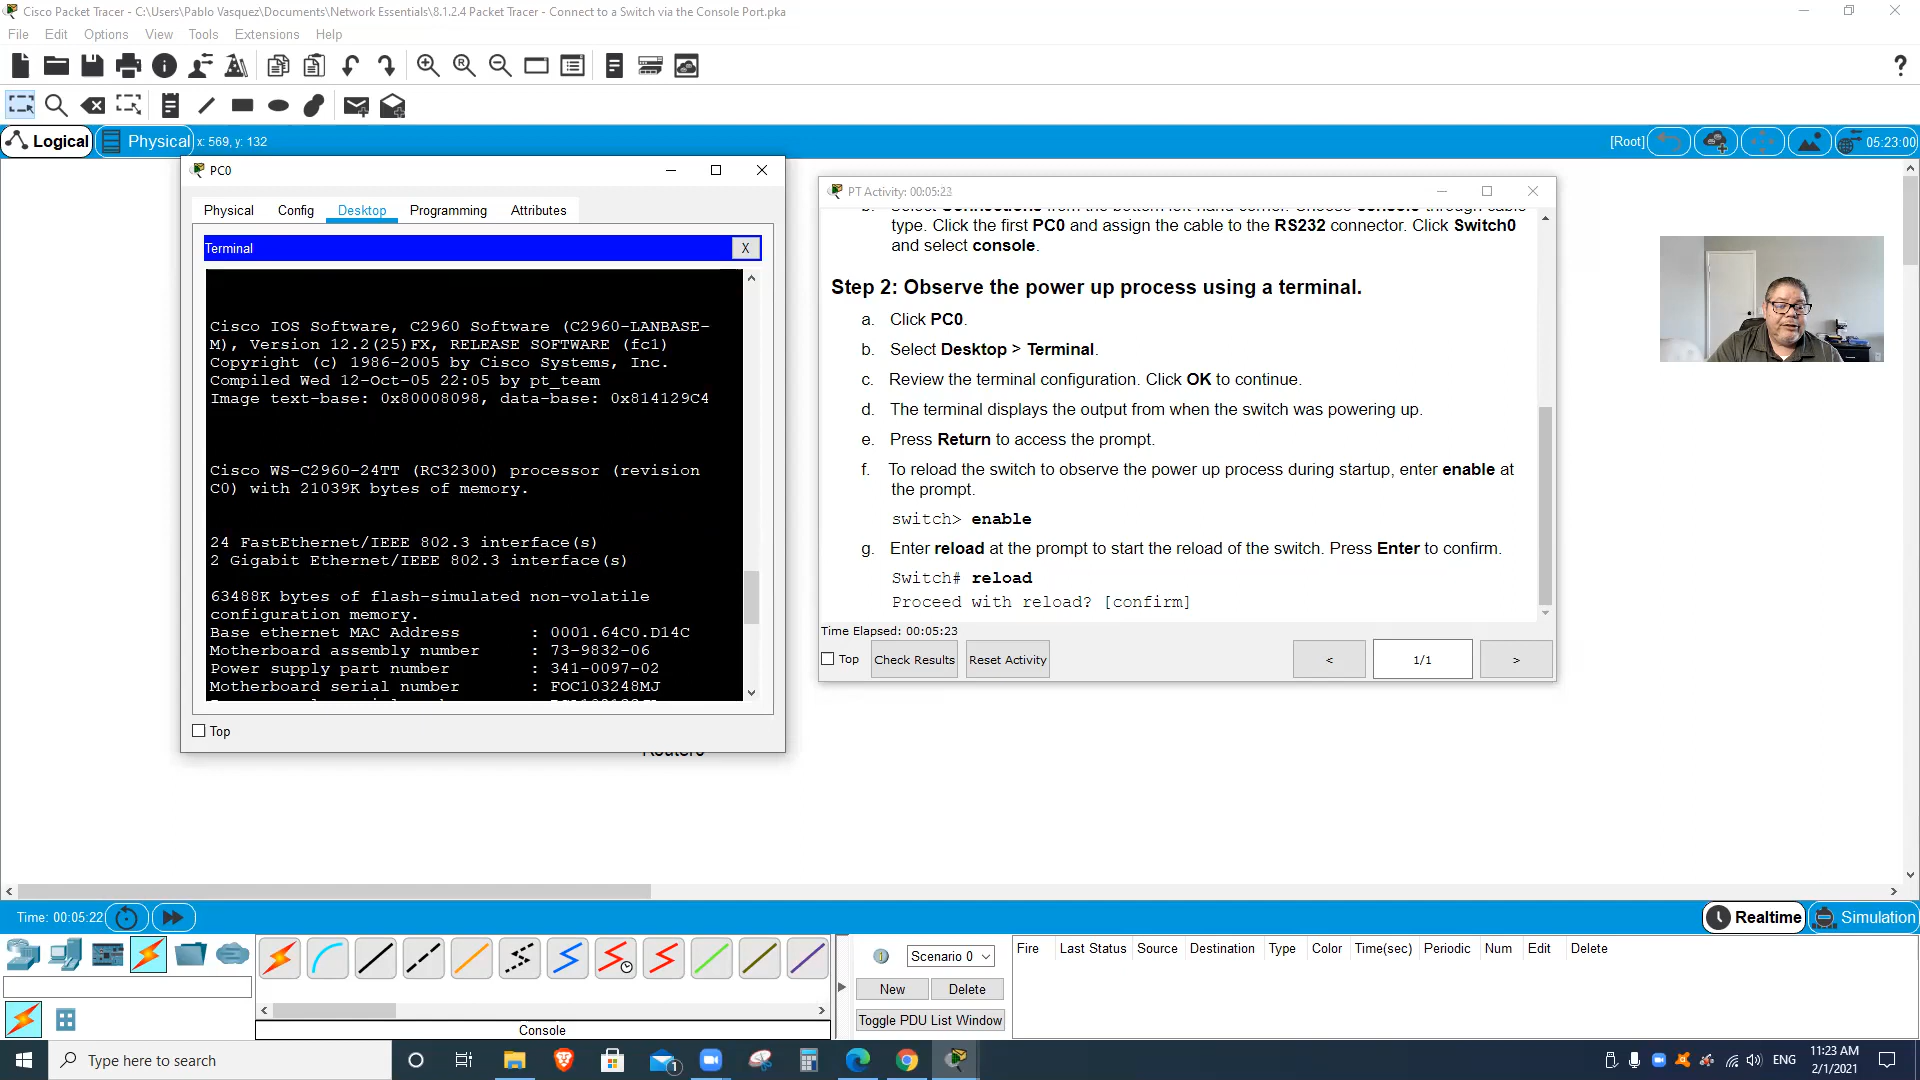 Cisco Packet Tracer - C:\Users\Pablo Vasquez\Documents\Network Essentials\8.1.2.4 Packet Tracer - Connect to a Switch via the Console Port.pka
File Edit Options View Tools Extensions Help
Logical Physical x: 569, y: 132 [Root] 05:23:00
PC0
Physical Config Desktop Programming Attributes
Terminal X
Cisco IOS Software, C2960 Software (C2960-LANBASE-
M), Version 12.2(25)FX, RELEASE SOFTWARE (fc1)
Copyright (c) 1986-2005 by Cisco Systems, Inc.
Compiled Wed 12-Oct-05 22:05 by pt_team
Image text-base: 0x80008098, data-base: 0x814129C4
Cisco WS-C2960-24TT (RC32300) processor (revision
C0) with 21039K bytes of memory.
24 FastEthernet/IEEE 802.3 interface(s)
2 Gigabit Ethernet/IEEE 802.3 interface(s)
63488K bytes of flash-simulated non-volatile
configuration memory.
Base ethernet MAC Address : 0001.64C0.D14C
Motherboard assembly number : 73-9832-06
Power supply part number : 341-0097-02
Motherboard serial number : FOC103248MJ
Top
PT Activity: 00:05:23
b. Select Connections from the bottom left-hand corner. Choose Console through cable
type. Click the first PC0 and assign the cable to the RS232 connector. Click Switch0
and select console.
Step 2: Observe the power up process using a terminal.
a. Click PC0.
b. Select Desktop > Terminal.
c. Review the terminal configuration. Click OK to continue.
d. The terminal displays the output from when the switch was powering up.
e. Press Return to access the prompt.
f. To reload the switch to observe the power up process during startup, enter enable at
the prompt.
switch> enable
g. Enter reload at the prompt to start the reload of the switch. Press Enter to confirm.
Switch# reload
Proceed with reload? [confirm]
Time Elapsed: 00:05:23
Top Check Results Reset Activity < 1/1 >
Time: 00:05:22 Realtime Simulation
Scenario 0
New Delete
Toggle PDU List Window
Fire Last Status Source Destination Type Color Time(sec) Periodic Num Edit Delete
Console
Type here to search
1
ENG
11:23 AM
2/1/2021